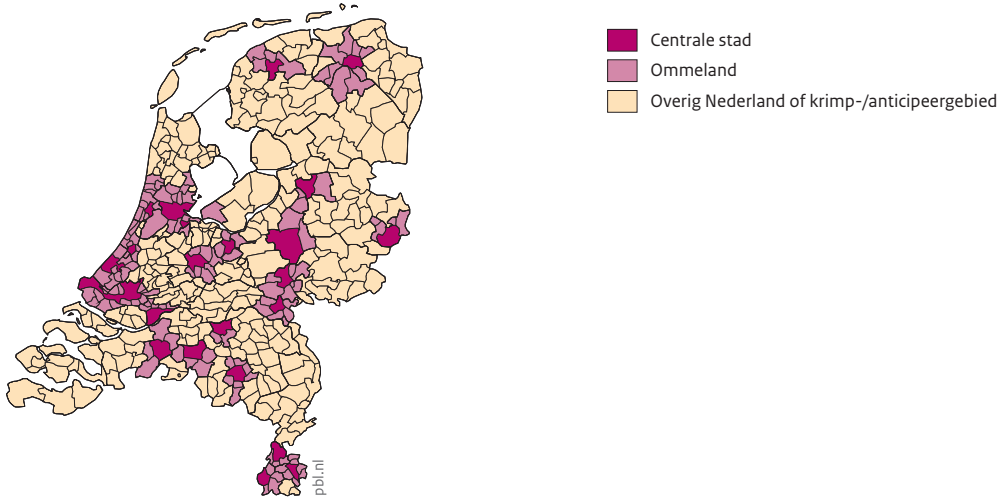 Centrale stad
Ommeland
Overig Nederland of krimp-/anticipeergebied
pbl.nl